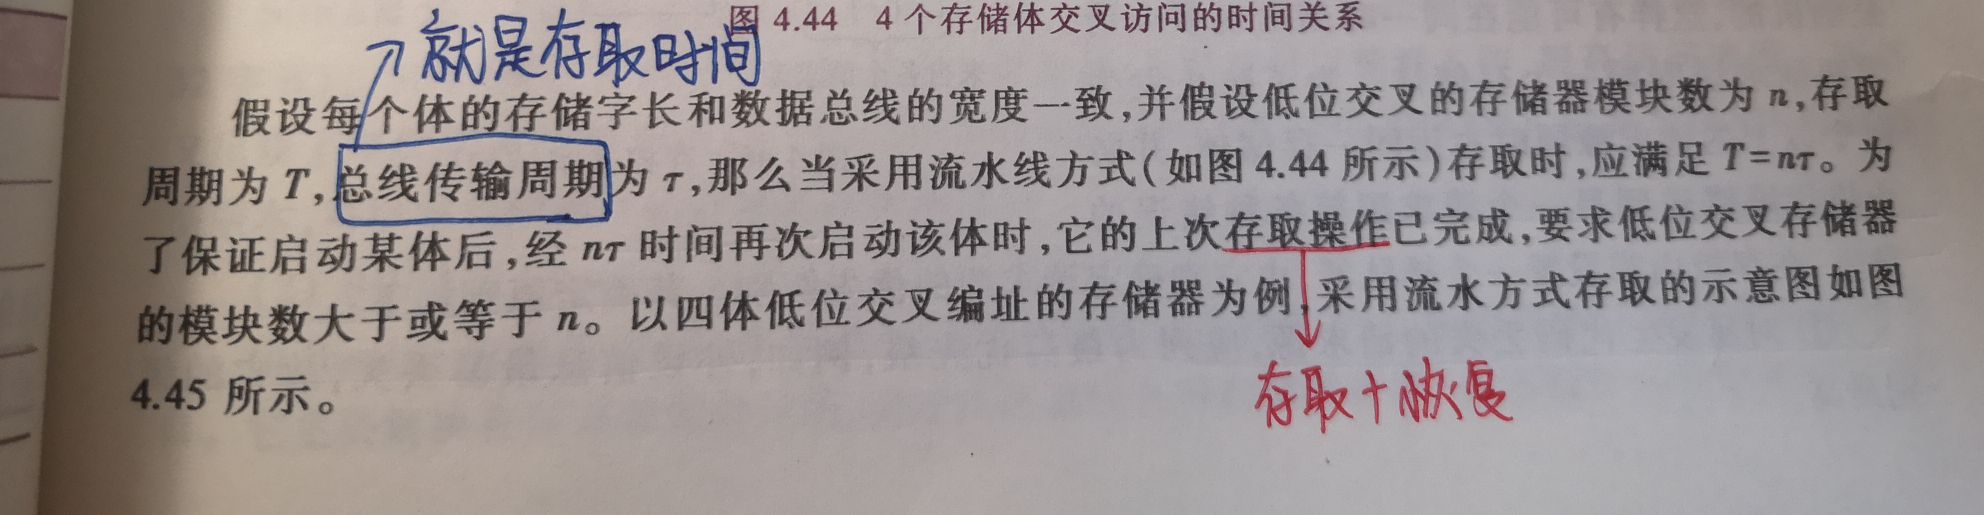 图 4.44 4 个存储体交叉访问的时间关系
就是存取时间
假设每个体的存储字长和数据总线的宽度一致,并假设低位交叉的存储器模块数为 n,存取
周期为 T,总线传输周期为 τ,那么当采用流水线方式(如图 4.44 所示)存取时,应满足 T=nτ。为
了保证启动某体后,经 nτ 时间再次启动该体时,它的上次存取操作已完成,要求低位交叉存储器
的模块数大于或等于 n。以四体低位交叉编址的存储器为例,采用流水方式存取的示意图如图
4.45 所示。
存取+恢复